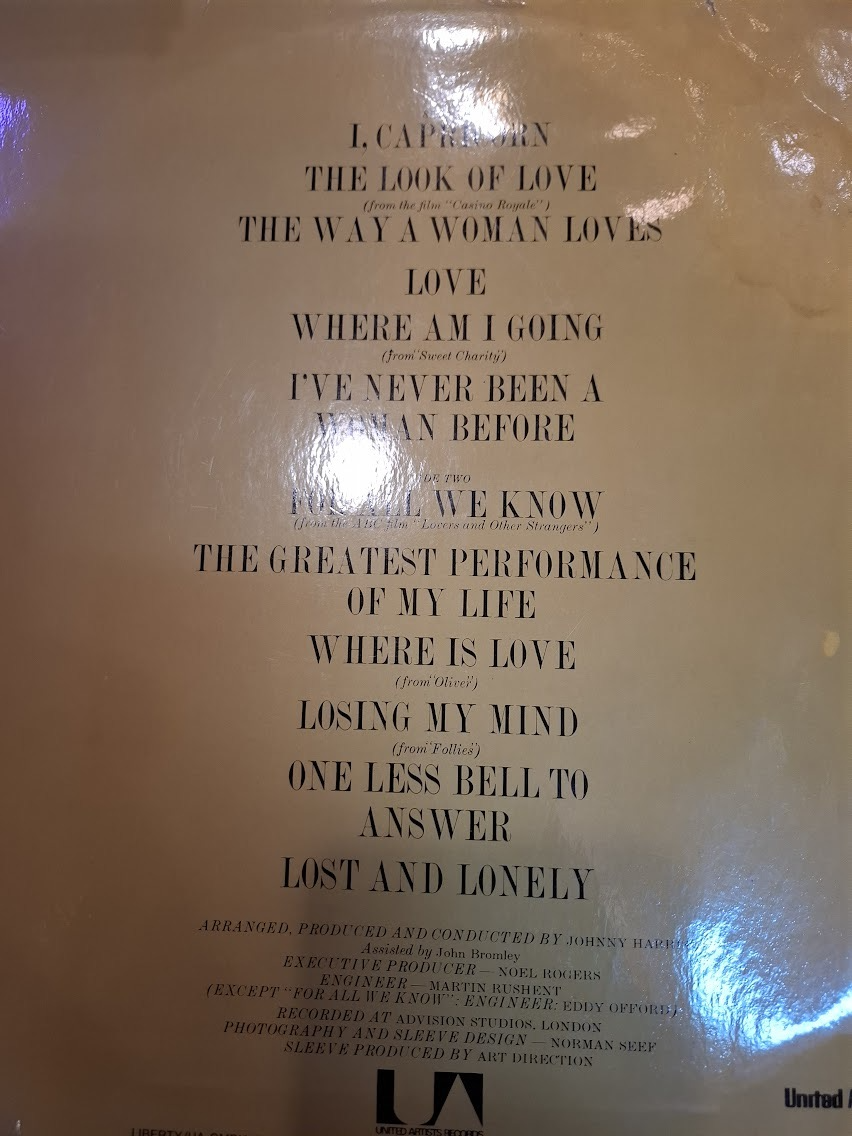 I, CAPRICORN
THE LOOK OF LOVE
(from the film "Casino Royale")
THE WAY A WOMAN LOVES
LOVE
WHERE AM I GOING
(from "Sweet Charity")
I'VE NEVER BEEN A
WOMAN BEFORE
TWO
FOR ALL WE KNOW
(from the ABC film "Lovers and Other Strangers")
THE GREATEST PERFORMANCE
OF MY LIFE
WHERE IS LOVE
(from "Oliver")
LOSING MY MIND
(from "Follies")
ONE LESS BELL TO
ANSWER
LOST AND LONELY
ARRANGED, PRODUCED AND CONDUCTED BY JOHNNY HARRIS
Assisted by John Bromley
EXECUTIVE PRODUCER — NOEL ROGERS
ENGINEER — MARTIN RUSHENT
(EXCEPT "FOR ALL WE KNOW": ENGINEER: EDDY OFFORD)
RECORDED AT ADVISION STUDIOS, LONDON
PHOTOGRAPHY AND SLEEVE DESIGN — NORMAN SEEF
SLEEVE PRODUCED BY ART DIRECTION
UA
UNITED ARTISTS RECORDS
United